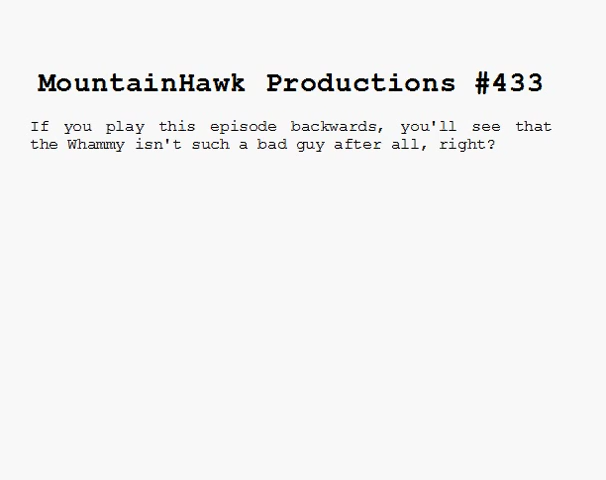 MountainHawk Productions #433
If you play this episode backwards, you'll see that
the Whammy isn't such a bad guy after all, right?